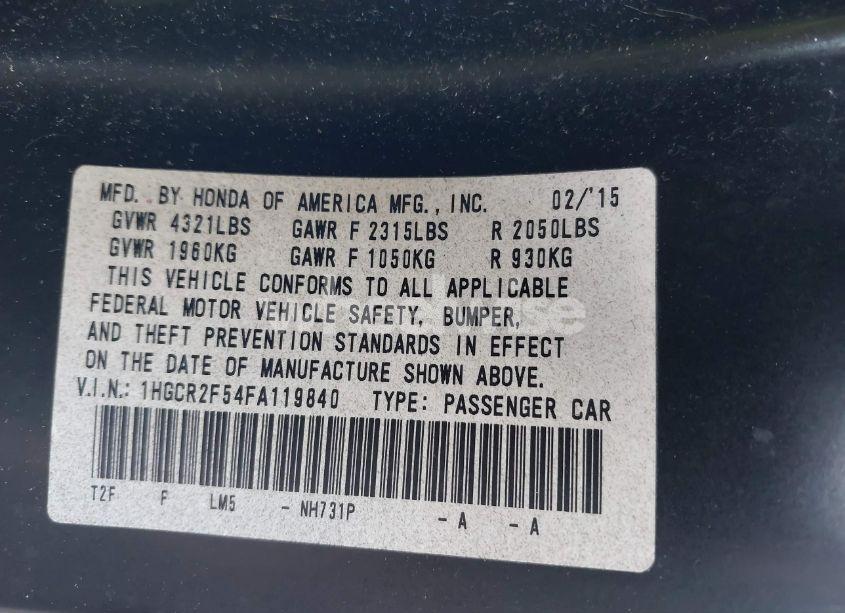 MFD. BY HONDA OF AMERICA MFG., INC. 02/'15
GVWR 4321LBS GAWR F 2315LBS R 2050LBS
GVWR 1960KG GAWR F 1050KG R 930KG
THIS VEHICLE CONFORMS TO ALL APPLICABLE
FEDERAL MOTOR VEHICLE SAFETY, BUMPER,
AND THEFT PREVENTION STANDARDS IN EFFECT
ON THE DATE OF MANUFACTURE SHOWN ABOVE.
V.I.N.: 1HGCR2F54FA119840 TYPE: PASSENGER CAR
T2F F LM5 - NH731P - A - A